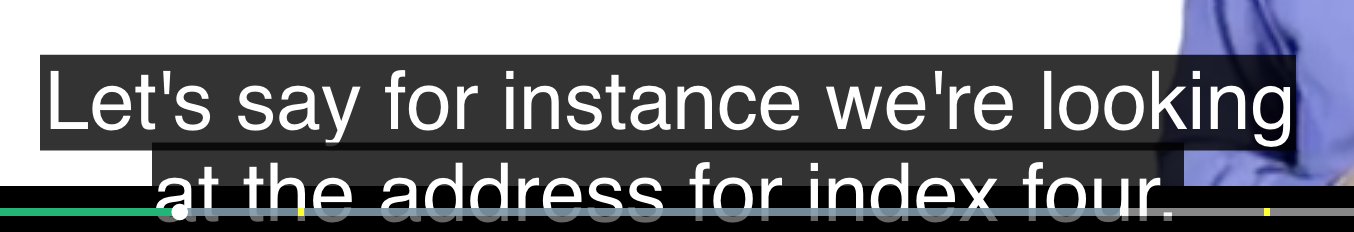 Let's say for instance we're looking
at the address for index four.